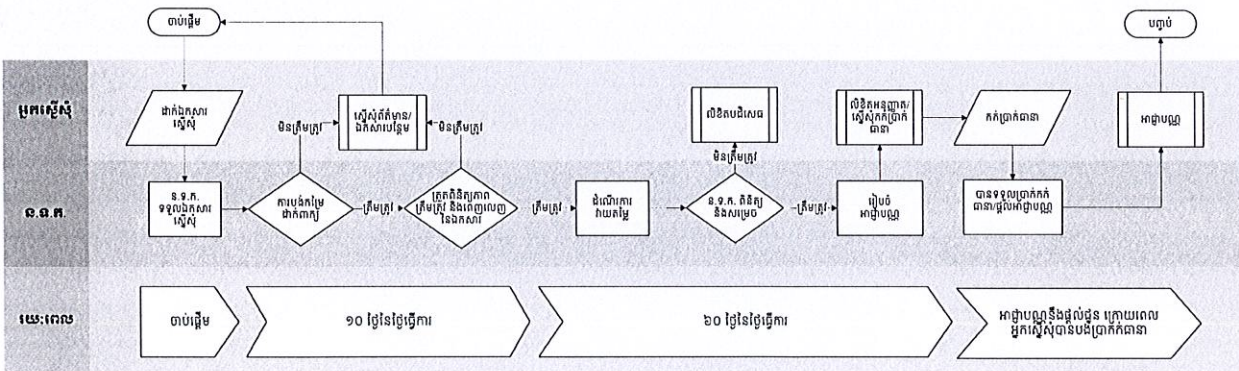 ចាប់ផ្ដើម
បញ្ចប់
អ្នកស្នើសុំ
ដាក់ឯកសារ
ស្នើសុំ
ស្នើសុំព័ត៌មាន/
ឯកសារបន្ថែម
មិនត្រឹមត្រូវ
មិនត្រឹមត្រូវ
លិខិតបដិសេធ
មិនត្រឹមត្រូវ
លិខិតអនុញ្ញាត/
ស្នើសុំកក់ប្រាក់
ធានា
កក់ប្រាក់ធានា
អាជ្ញាបណ្ណ
ន.ទ.ក.
ន.ទ.ក.
ទទួលឯកសារ
ស្នើសុំ
ការបង់កម្រៃ
ដាក់ពាក្យ
ត្រឹមត្រូវ
ត្រួតពិនិត្យភាព
ត្រឹមត្រូវ និងពេញលេញ
នៃឯកសារ
ត្រឹមត្រូវ
ដំណើរការ
វាយតម្លៃ
ន.ទ.ក. ពិនិត្យ
និងសម្រេច
ត្រឹមត្រូវ
រៀបចំ
អាជ្ញាបណ្ណ
បានទទួលប្រាក់កក់
ធានា/ផ្ដល់អាជ្ញាបណ្ណ
រយៈពេល
ចាប់ផ្ដើម
១០ ថ្ងៃនៃថ្ងៃធ្វើការ
៦០ ថ្ងៃនៃថ្ងៃធ្វើការ
អាជ្ញាបណ្ណនឹងផ្ដល់ជូន ក្រោយពេល
អ្នកស្នើសុំបានបង់ប្រាក់កក់ធានា